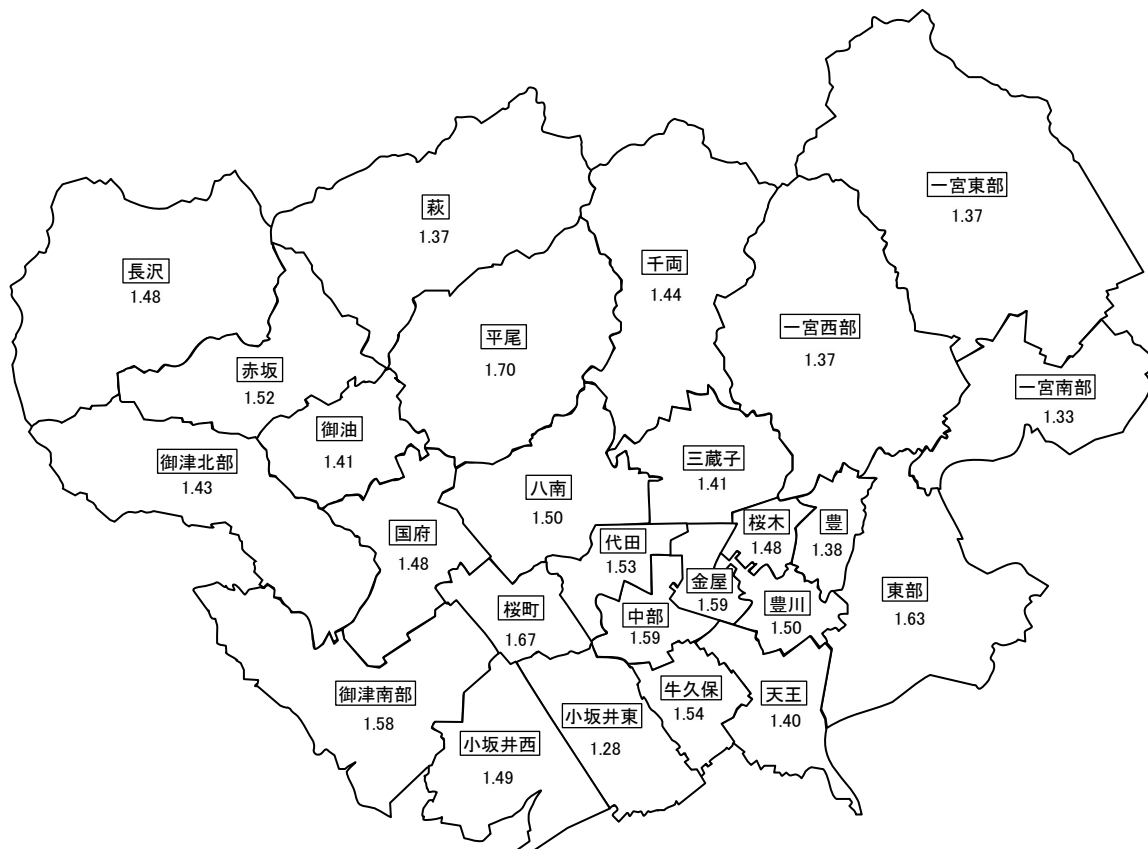 一宮東部
1.37
萩
1.37
長沢
1.48
千両
1.44
一宮西部
1.37
平尾
1.70
赤坂
1.52
一宮南部
1.33
御油
1.41
御津北部
1.43
三蔵子
1.41
八南
1.50
国府
1.48
桜木
1.48
豊
1.38
代田
1.53
金屋
1.59
豊川
1.50
東部
1.63
桜町
1.67
中部
1.59
御津南部
1.58
牛久保
1.54
天王
1.40
小坂井東
1.28
小坂井西
1.49